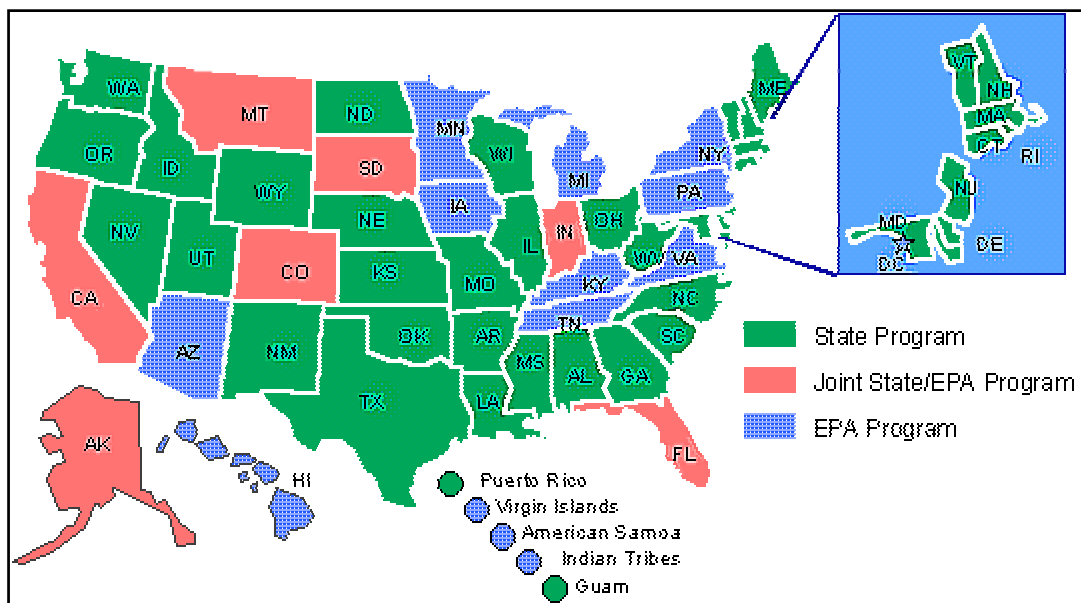 WA
MT
ND
MN
ME
VT
NH
MA
CT
RI
OR
ID
WY
SD
WI
MI
NY
NJ
NE
IA
PA
MD
DE
DC
NV
UT
CO
KS
MO
IL
IN
OH
WV
VA
KY
CA
AZ
NM
OK
AR
TN
NC
SC
TX
LA
MS
AL
GA
FL
State Program
Joint State/EPA Program
EPA Program
AK
HI
Puerto Rico
Virgin Islands
American Samoa
Indian Tribes
Guam